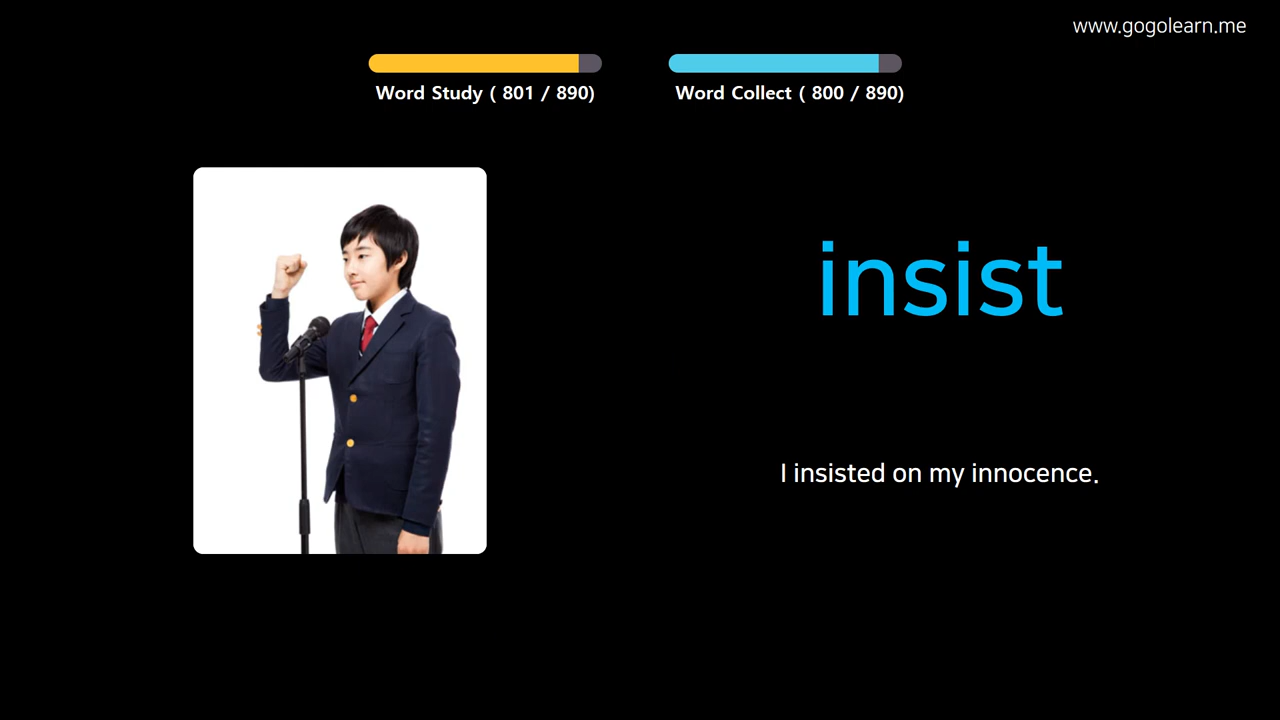 www.gogolearn.me
Word Study ( 801 / 890)
Word Collect ( 800 / 890)
insist
I insisted on my innocence.